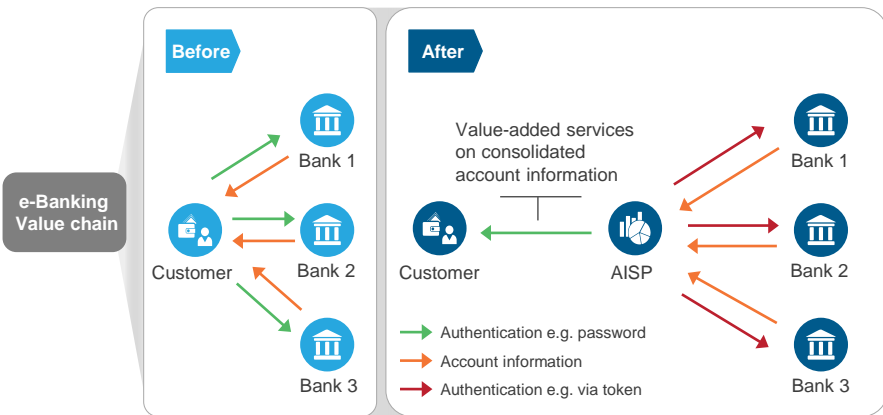 e-Banking
Value chain
Before
Bank 1
Customer
Bank 2
Bank 3
After
Value-added services
on consolidated
account information
Bank 1
Customer
AISP
Bank 2
Bank 3
Authentication e.g. password
Account information
Authentication e.g. via token